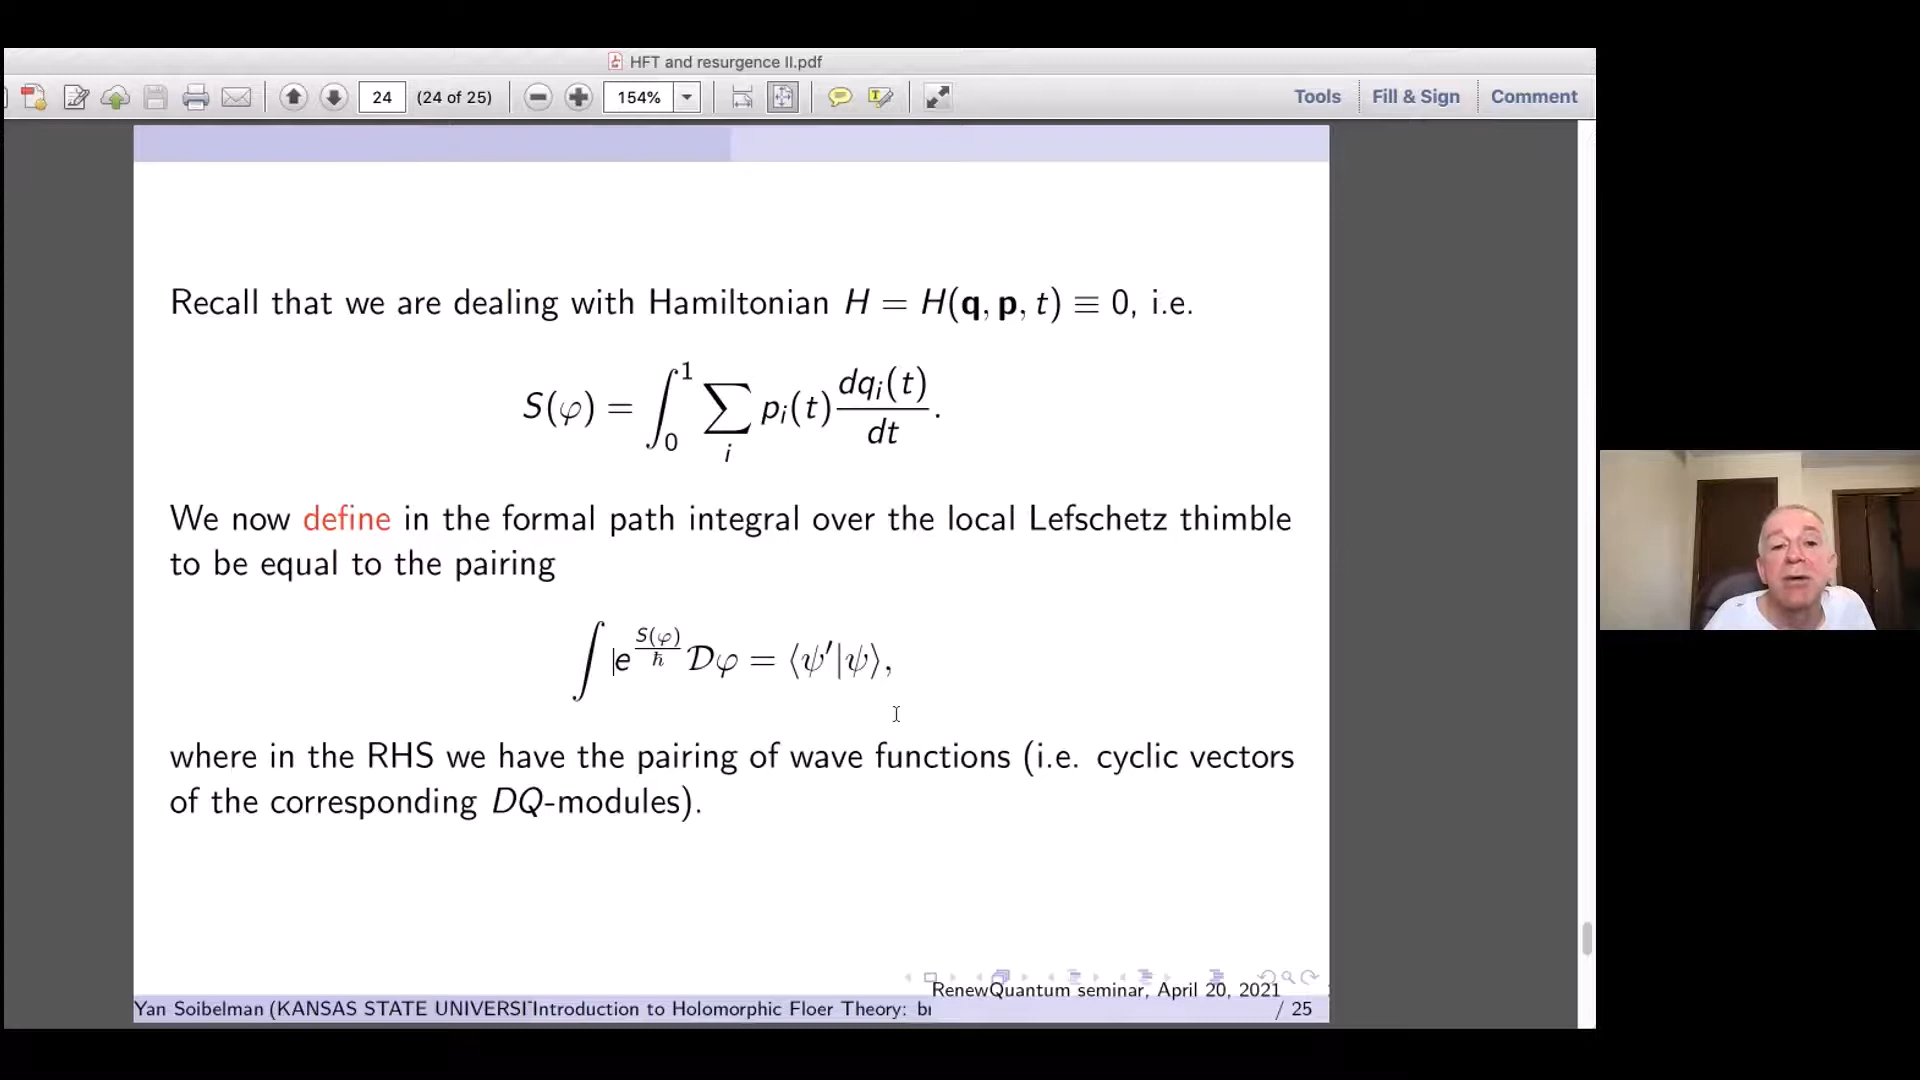 HFT and resurgence II.pdf
24 (24 of 25) 154% Tools Fill & Sign Comment
Recall that we are dealing with Hamiltonian H = H(q, p, t) ≡ 0, i.e.
S(φ) = ∫₀¹ ∑ᵢ pᵢ(t) dqᵢ(t)/dt.
We now define in the formal path integral over the local Lefschetz thimble
to be equal to the pairing
∫ e^{S(φ)/ħ} 𝒟φ = ⟨ψ′|ψ⟩,
where in the RHS we have the pairing of wave functions (i.e. cyclic vectors
of the corresponding DQ-modules).
RenewQuantum seminar, April 20, 2021
Yan Soibelman (KANSAS STATE UNIVERSI Introduction to Holomorphic Floer Theory: bı / 25